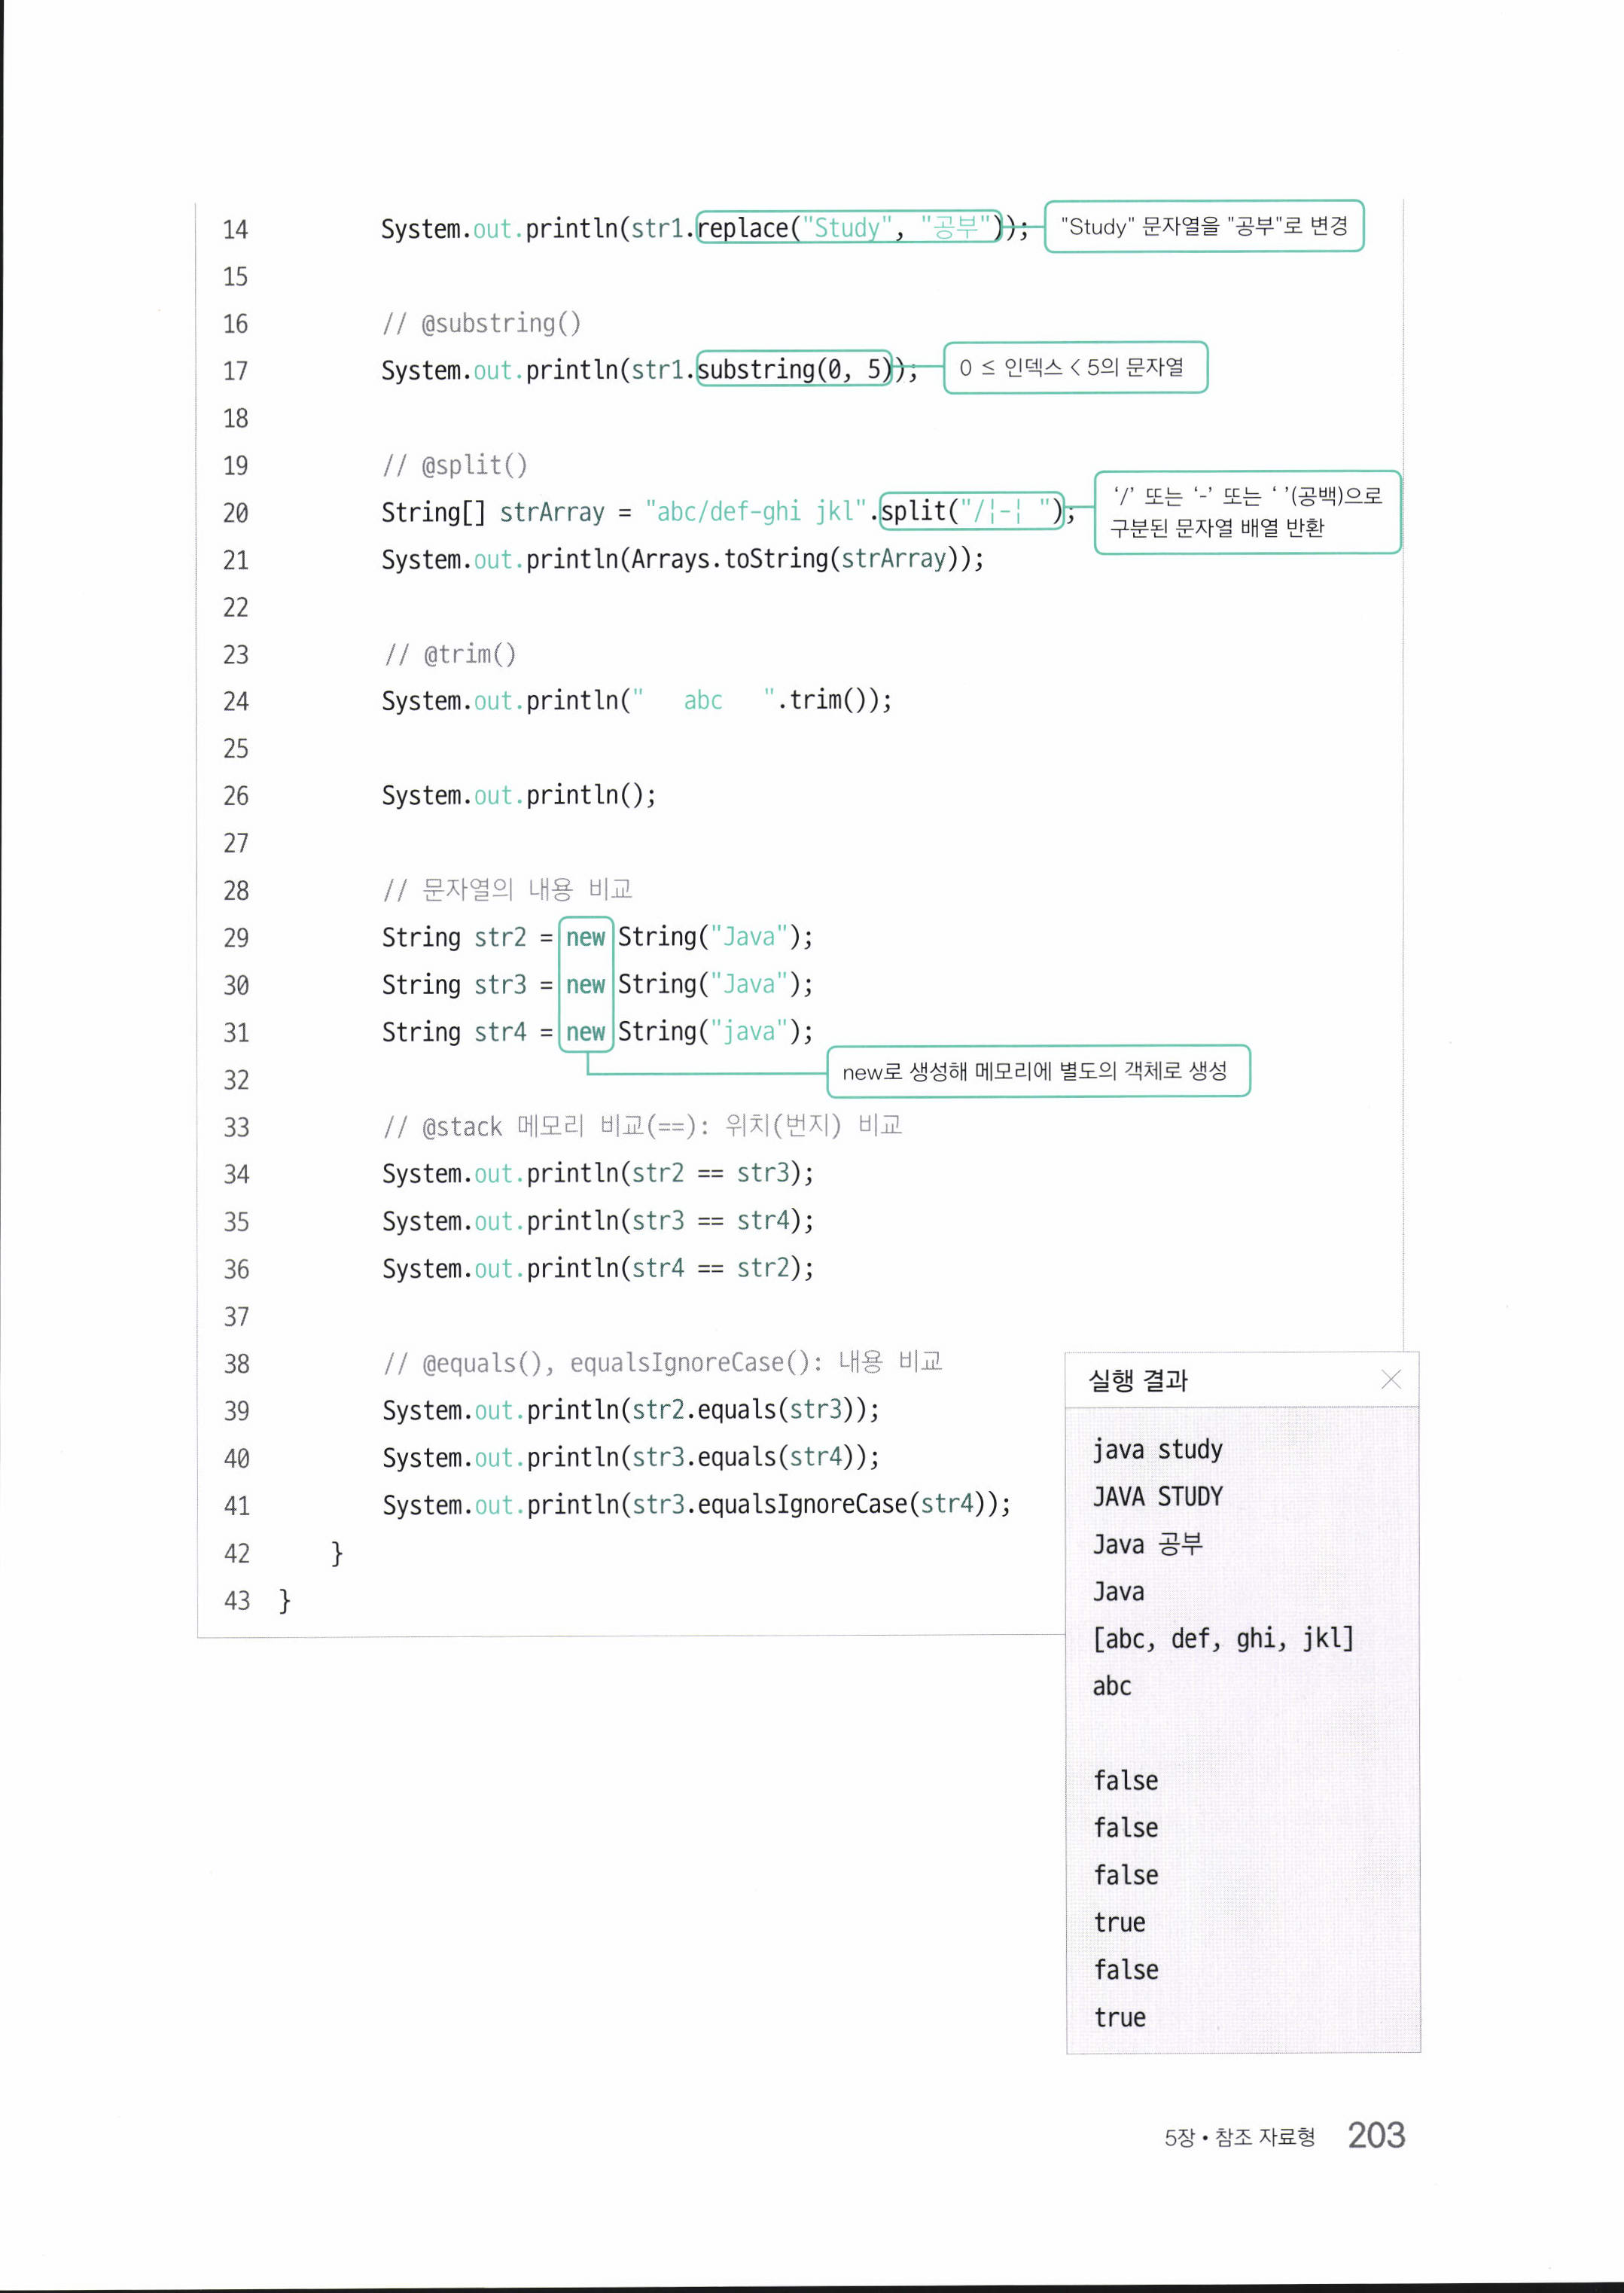 14 System.out.println(str1.replace("Study", "공부")); "Study" 문자열을 "공부"로 변경
15
16 // @substring()
17 System.out.println(str1.substring(0, 5)); 0 ≤ 인덱스 < 5의 문자열
18
19 // @split()
20 String[] strArray = "abc/def-ghi jkl".split("/¦-¦ "); '/' 또는 '-' 또는 ' '(공백)으로
구분된 문자열 배열 반환
21 System.out.println(Arrays.toString(strArray));
22
23 // @trim()
24 System.out.println("   abc   ".trim());
25
26 System.out.println();
27
28 // 문자열의 내용 비교
29 String str2 = new String("Java");
30 String str3 = new String("Java");
31 String str4 = new String("java");
32 new로 생성해 메모리에 별도의 객체로 생성
33 // @stack 메모리 비교(==): 위치(번지) 비교
34 System.out.println(str2 == str3);
35 System.out.println(str3 == str4);
36 System.out.println(str4 == str2);
37
38 // @equals(), equalsIgnoreCase(): 내용 비교
39 System.out.println(str2.equals(str3));
40 System.out.println(str3.equals(str4));
41 System.out.println(str3.equalsIgnoreCase(str4));
42 }
43 }
실행 결과
java study
JAVA STUDY
Java 공부
Java
[abc, def, ghi, jkl]
abc
false
false
false
true
false
true
5장 • 참조 자료형 203